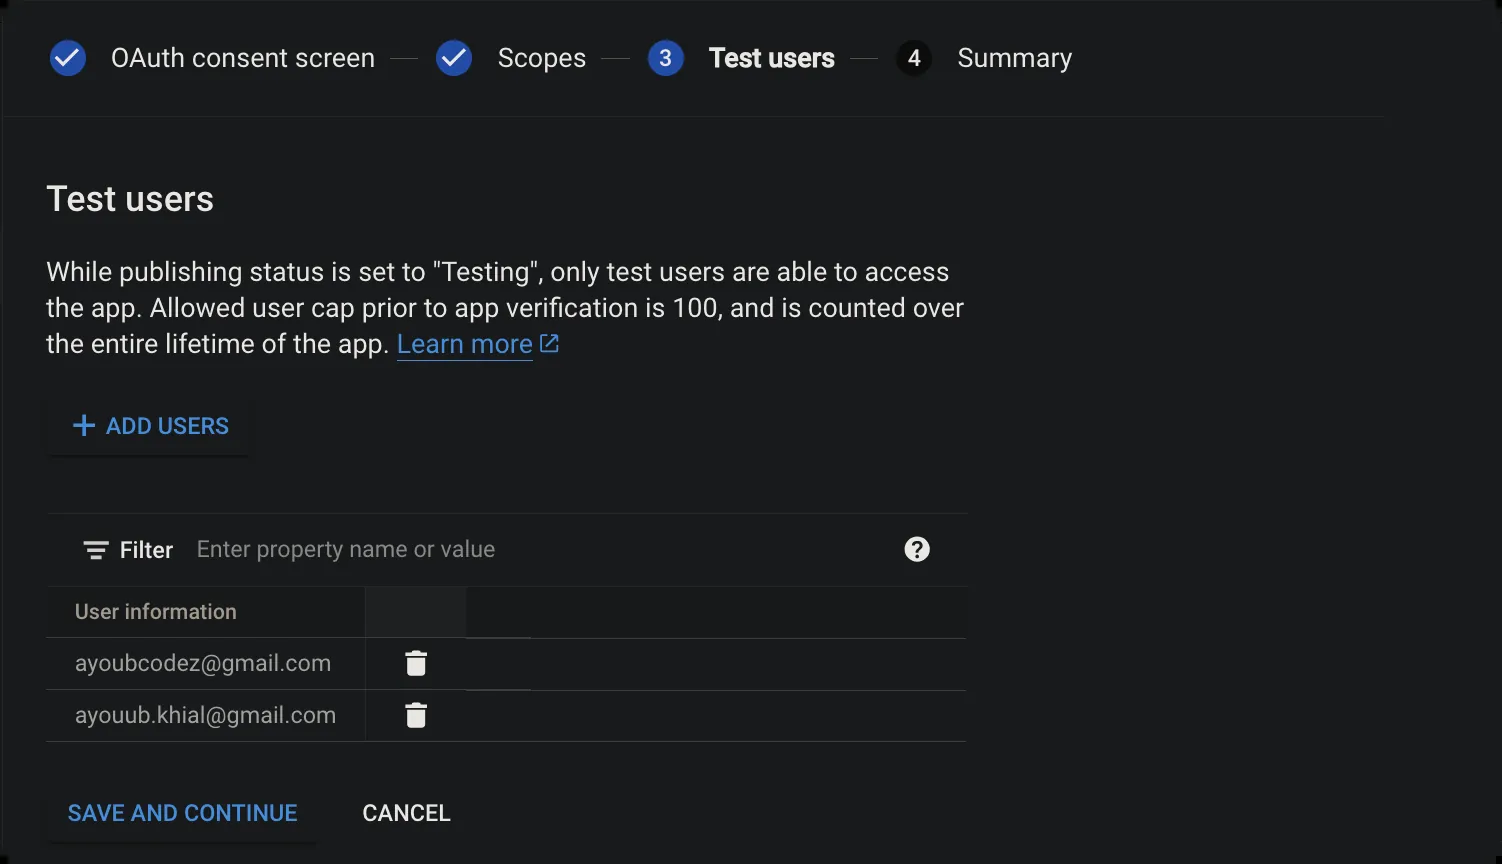 OAuth consent screen — Scopes — 3 Test users — 4 Summary
Test users
While publishing status is set to "Testing", only test users are able to access
the app. Allowed user cap prior to app verification is 100, and is counted over
the entire lifetime of the app. Learn more
+ ADD USERS
Filter Enter property name or value ?
User information
ayoubcodez@gmail.com
ayouub.khial@gmail.com
SAVE AND CONTINUE CANCEL